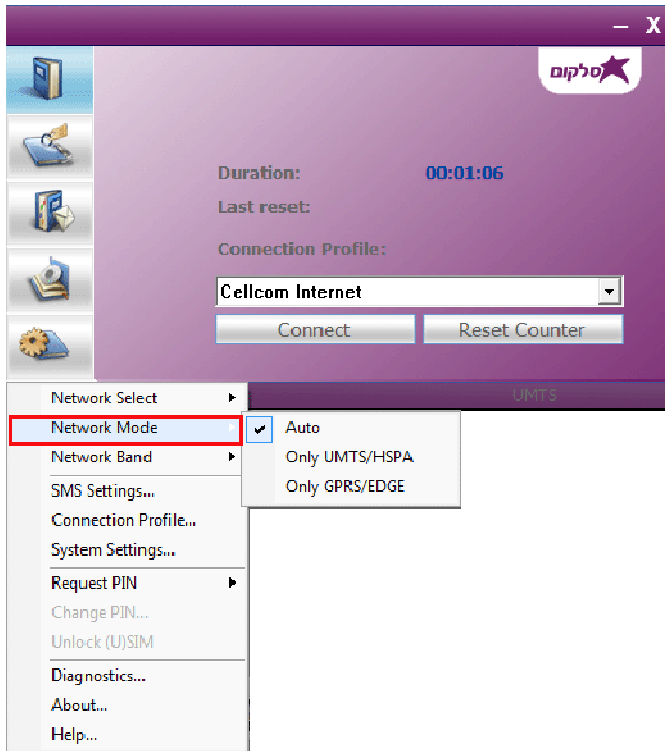 – X
סלקום
Duration: 00:01:06
Last reset:
Connection Profile:
Cellcom Internet
Connect Reset Counter
UMTS
Network Select
Network Mode
Network Band
SMS Settings...
Connection Profile...
System Settings...
Request PIN
Change PIN...
Unlock (U)SIM
Diagnostics...
About...
Help...
Auto
Only UMTS/HSPA
Only GPRS/EDGE